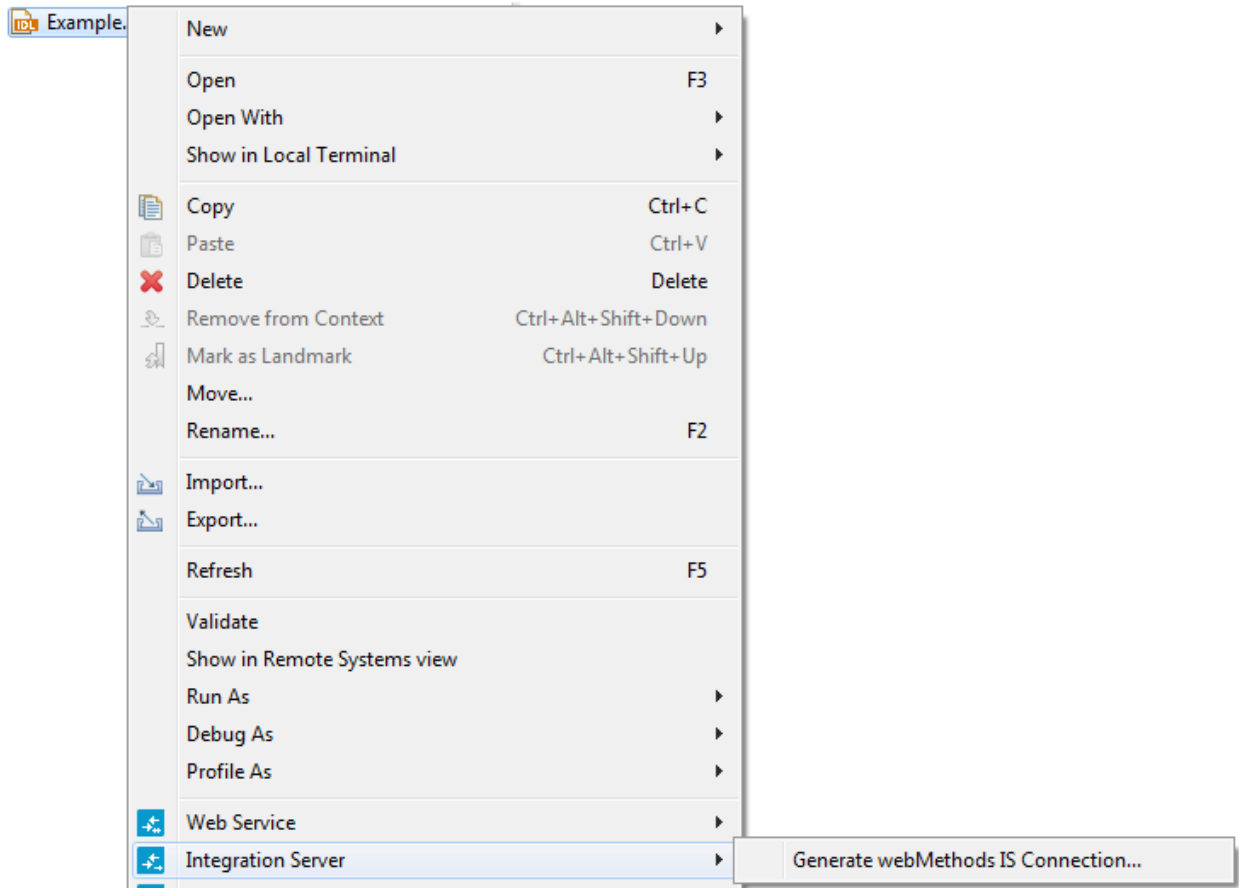 IDL Example.
New
Open F3
Open With
Show in Local Terminal
Copy Ctrl+C
Paste Ctrl+V
Delete Delete
Remove from Context Ctrl+Alt+Shift+Down
Mark as Landmark Ctrl+Alt+Shift+Up
Move...
Rename... F2
Import...
Export...
Refresh F5
Validate
Show in Remote Systems view
Run As
Debug As
Profile As
Web Service
Integration Server
Generate webMethods IS Connection...